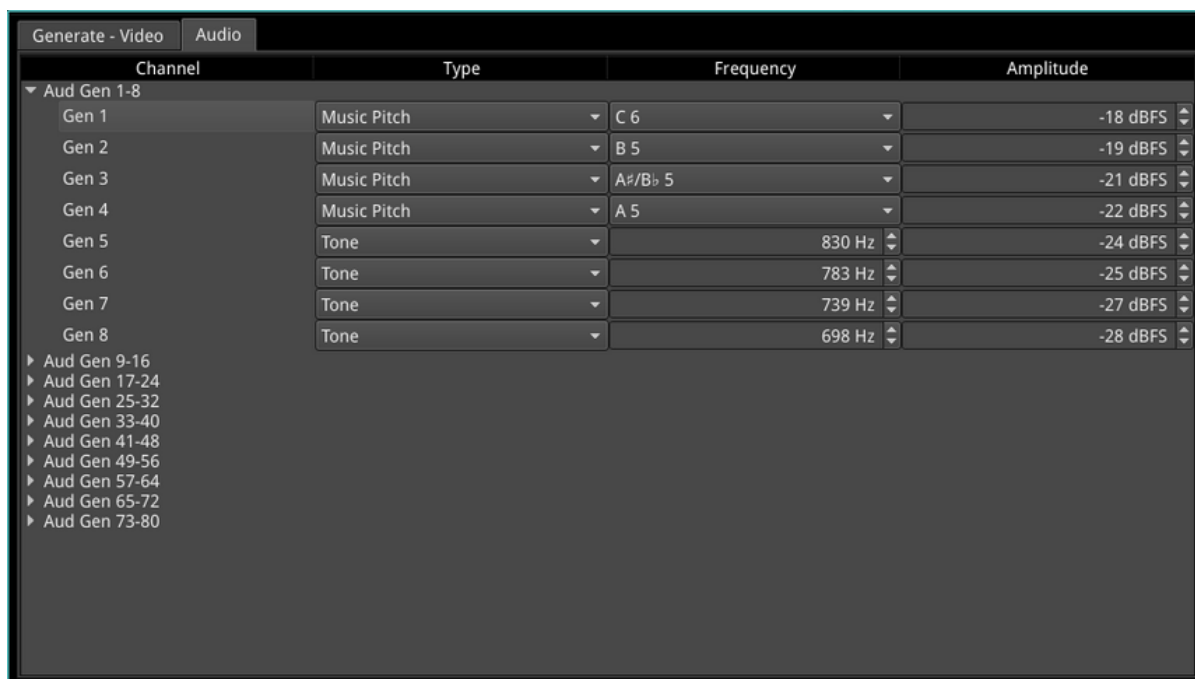 Generate - Video Audio
Channel Type Frequency Amplitude
Aud Gen 1-8
Gen 1 Music Pitch C 6 -18 dBFS
Gen 2 Music Pitch B 5 -19 dBFS
Gen 3 Music Pitch A♯/B♭ 5 -21 dBFS
Gen 4 Music Pitch A 5 -22 dBFS
Gen 5 Tone 830 Hz -24 dBFS
Gen 6 Tone 783 Hz -25 dBFS
Gen 7 Tone 739 Hz -27 dBFS
Gen 8 Tone 698 Hz -28 dBFS
Aud Gen 9-16
Aud Gen 17-24
Aud Gen 25-32
Aud Gen 33-40
Aud Gen 41-48
Aud Gen 49-56
Aud Gen 57-64
Aud Gen 65-72
Aud Gen 73-80